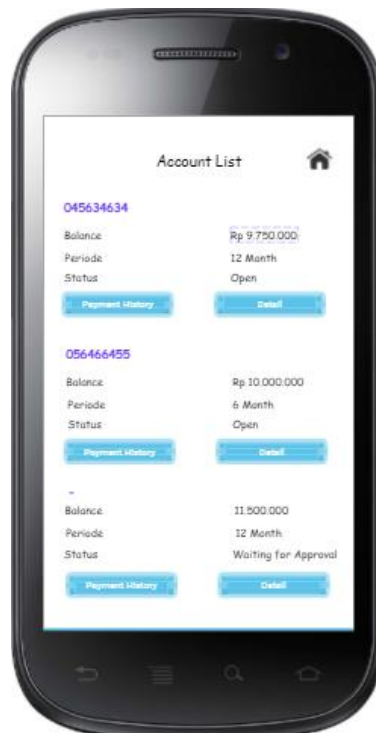 Account List
045634634
Balance Rp 9.750.000
Periode 12 Month
Status Open
Payment History Detail
056466455
Balance Rp 10.000.000
Periode 6 Month
Status Open
Payment History Detail
-
Balance 11.500.000
Periode 12 Month
Status Waiting for Approval
Payment History Detail